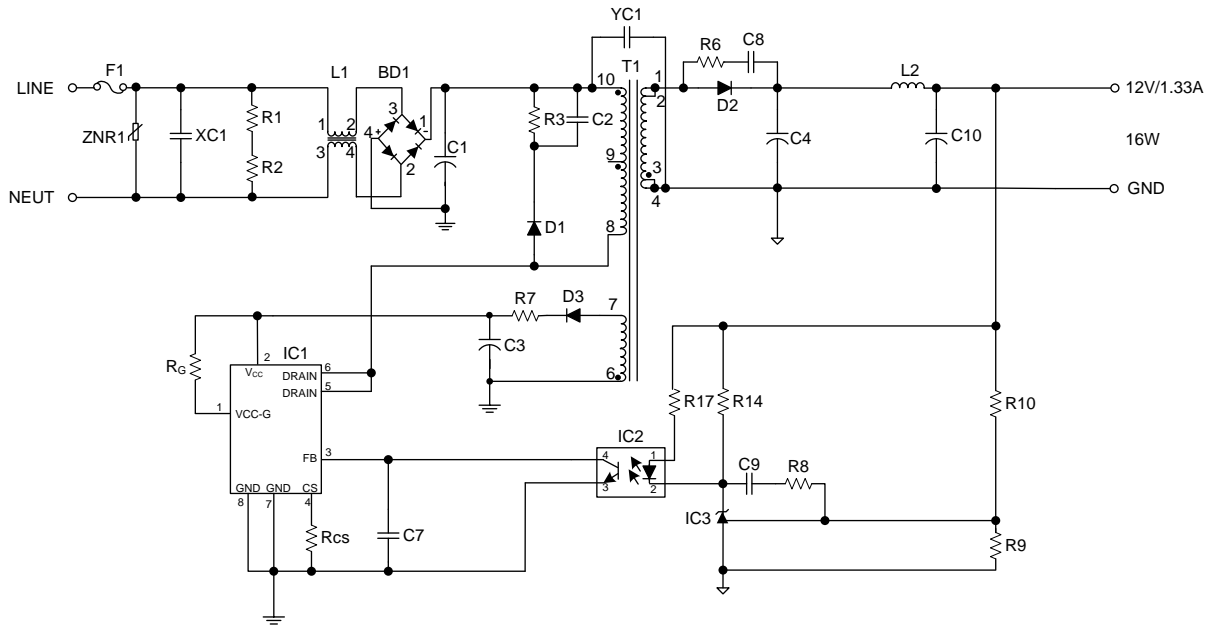 YC1
F1
LINE
ZNR1
XC1
R1
R2
NEUT
L1
1 2
3 4
BD1
3
4 + 1 -
2
C1
R3
C2
D1
T1
10
9
8
1
2
3
4
R6
C8
D2
C4
L2
C10
12V/1.33A
16W
GND
R7
D3
7
6
C3
RG
IC1
2
VCC
DRAIN 6
DRAIN 5
1 VCC-G
FB 3
GND GND CS
8 7 4
Rcs
C7
IC2
4 1
3 2
R17
R14
R10
C9
R8
IC3
R9